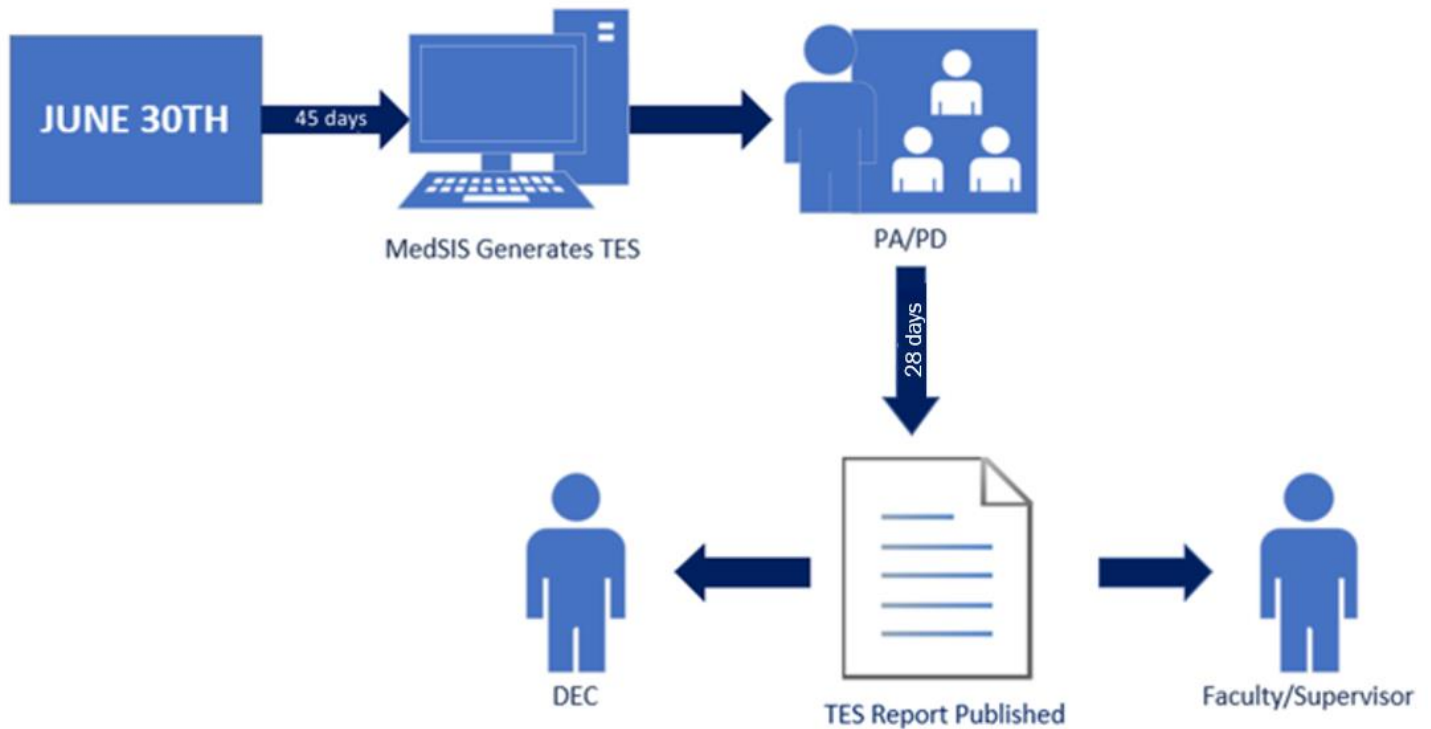 JUNE 30TH
45 days
MedSIS Generates TES
PA/PD
28 days
DEC
TES Report Published
Faculty/Supervisor